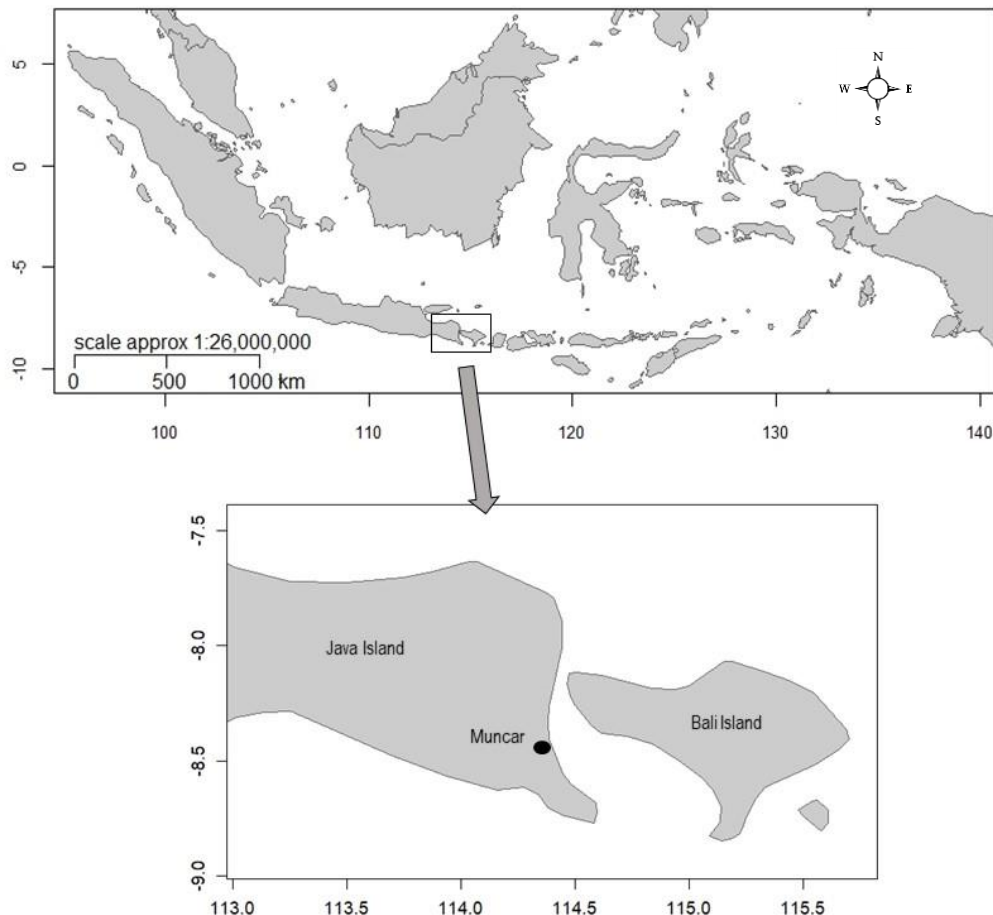 N
W E
S
5
0
-5
-10
scale approx 1:26,000,000
0 500 1000 km
100 110 120 130 140
-7.5
-8.0
-8.5
-9.0
Java Island
Muncar
Bali Island
113.0 113.5 114.0 114.5 115.0 115.5